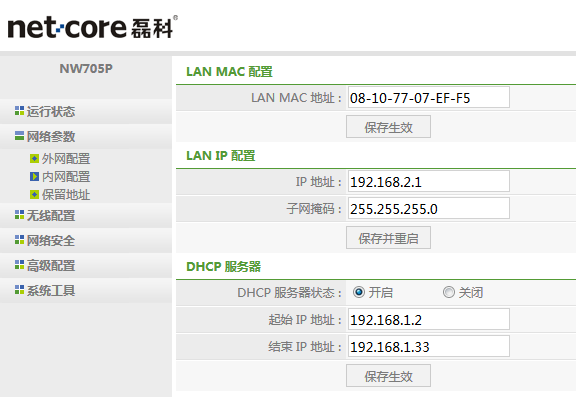 netcore 磊科®
NW705P
运行状态
网络参数
外网配置
内网配置
保留地址
无线配置
网络安全
高级配置
系统工具
LAN MAC 配置
LAN MAC 地址： 08-10-77-07-EF-F5
保存生效
LAN IP 配置
IP 地址： 192.168.2.1
子网掩码： 255.255.255.0
保存并重启
DHCP 服务器
DHCP 服务器状态： 开启 关闭
起始 IP 地址： 192.168.1.2
结束 IP 地址： 192.168.1.33
保存生效